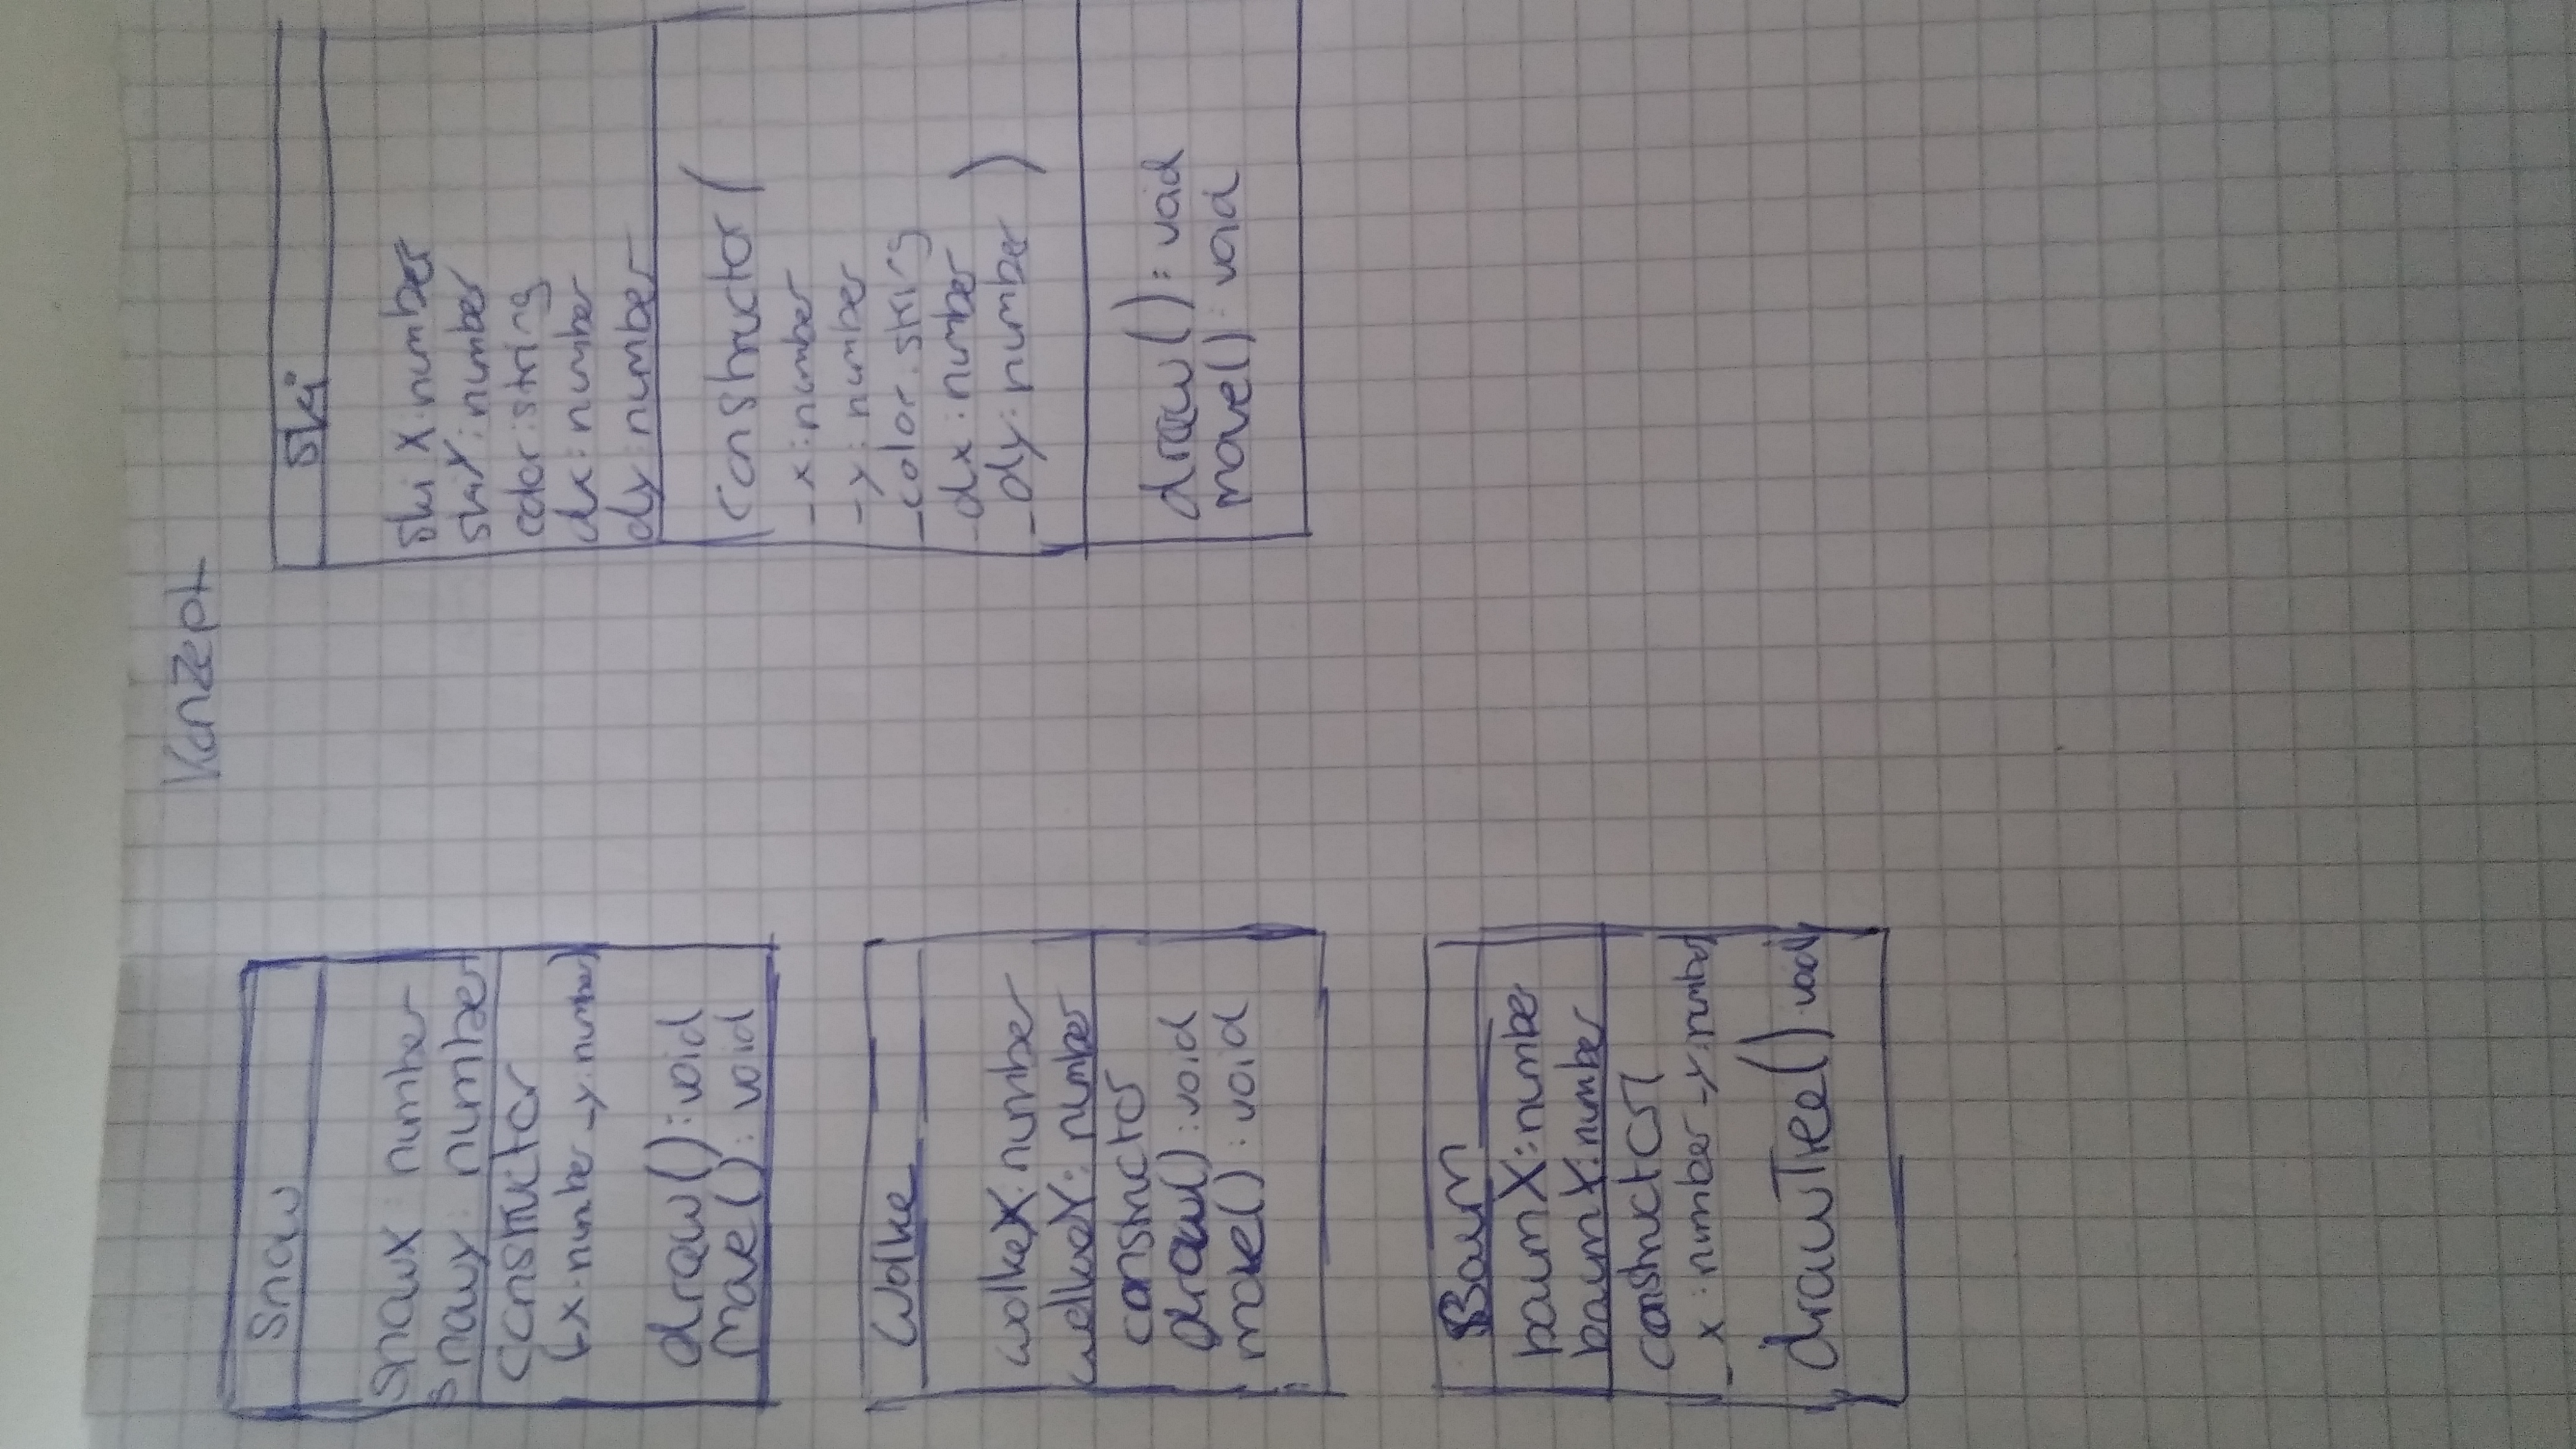 Konzept
Snow
snowX number
snowy: number
constructor
(_x:number _y:number)
draw():void
move(): void
Wolke
wolkeX: number
wolkeY: number
constructor
draw():void
move():void
Baum
baumX:number
baumY:number
constructor
_x:number _y:number)
drawTree() void
Ski
skiX:number
skiY:number
color:string
dx:number
dy:number
constructor(
_x:number
_y:number
_color:string
_dx:number
_dy:number )
draw(): void
move(): void